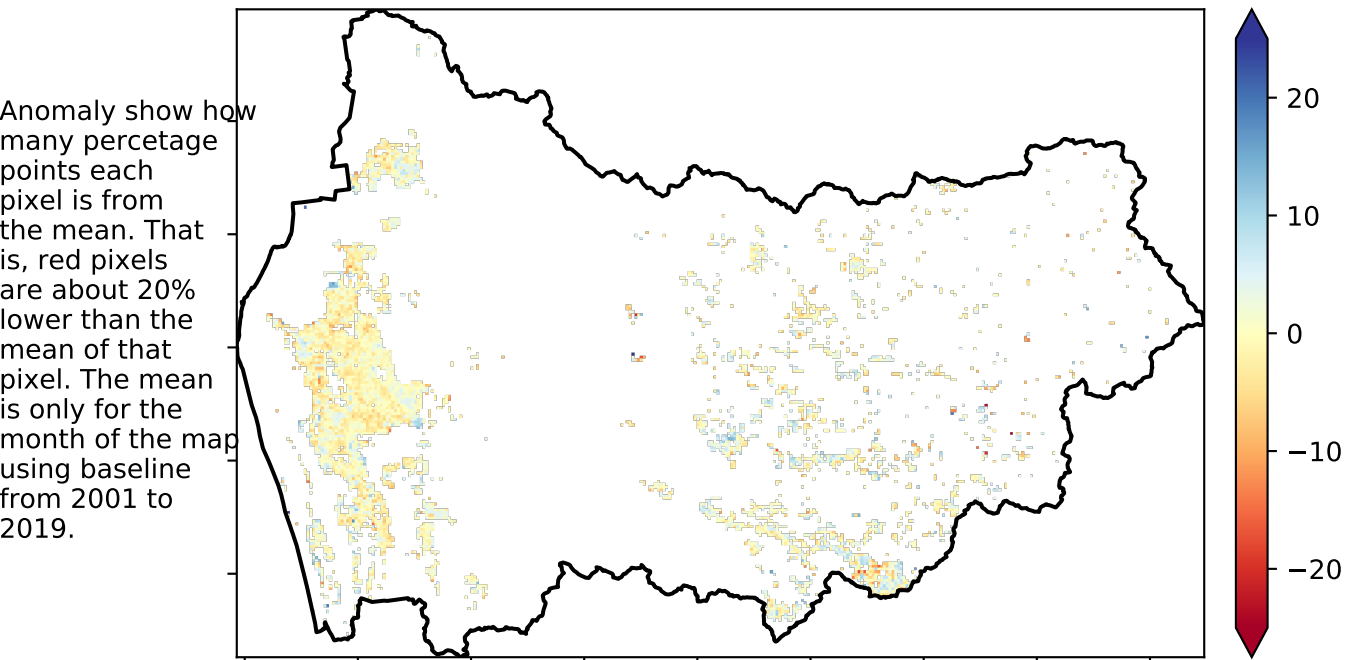 Anomaly show how
many percetage
points each
pixel is from
the mean. That
is, red pixels
are about 20%
lower than the
mean of that
pixel. The mean
is only for the
month of the map
using baseline
from 2001 to
2019.
20
10
0
−10
−20